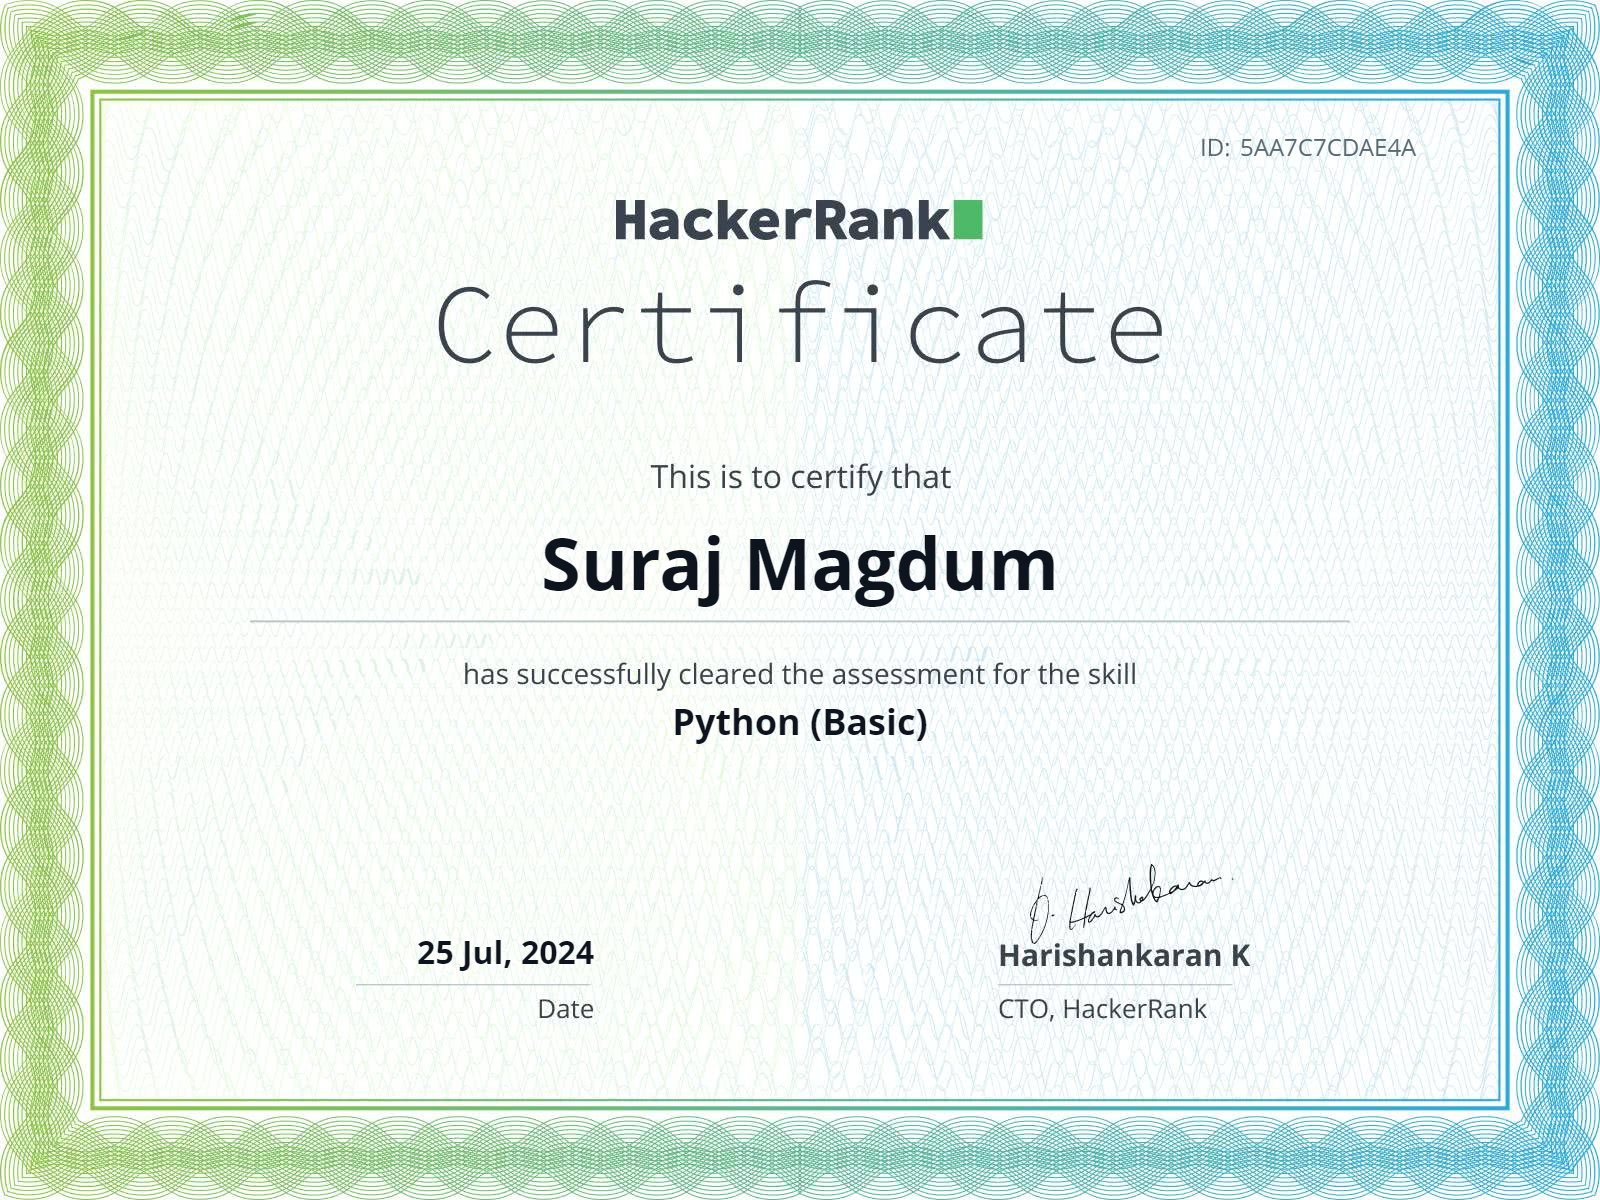 ID: 5AA7C7CDAE4A
HackerRank
Certificate
This is to certify that
Suraj Magdum
has successfully cleared the assessment for the skill
Python (Basic)
25 Jul, 2024
Date
Harishankaran
Harishankaran K
CTO, HackerRank